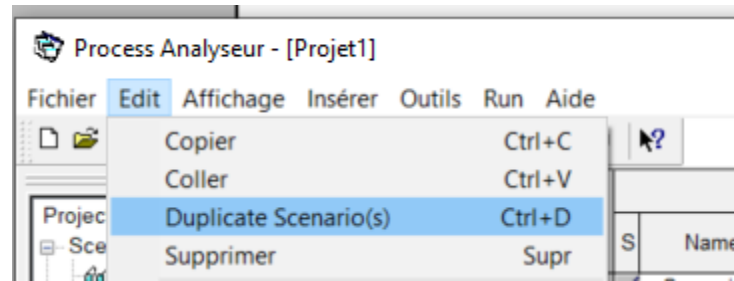 Process Analyseur - [Projet1]
Fichier Edit Affichage Insérer Outils Run Aide
Copier Ctrl+C
Coller Ctrl+V
Projec
Duplicate Scenario(s) Ctrl+D
Sce
S Name
Supprimer Supr